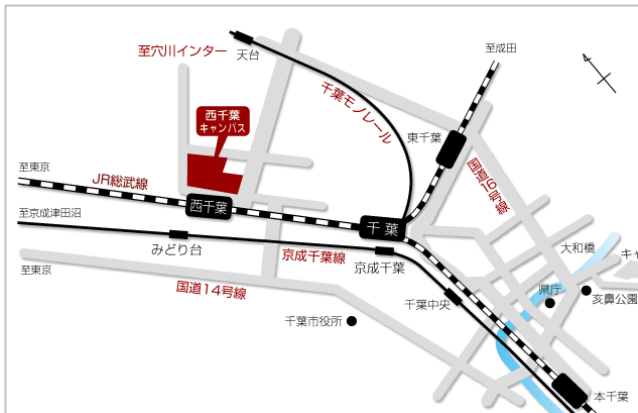 至穴川インター
天台
至成田
西千葉
キャンパス
千葉モノレール
東千葉
国道16号線
至東京
JR総武線
西千葉
千葉
至京成津田沼
みどり台
京成千葉線
京成千葉
至東京
国道14号線
千葉中央
大和橋
キャ
県庁
亥鼻公園
千葉市役所
本千葉